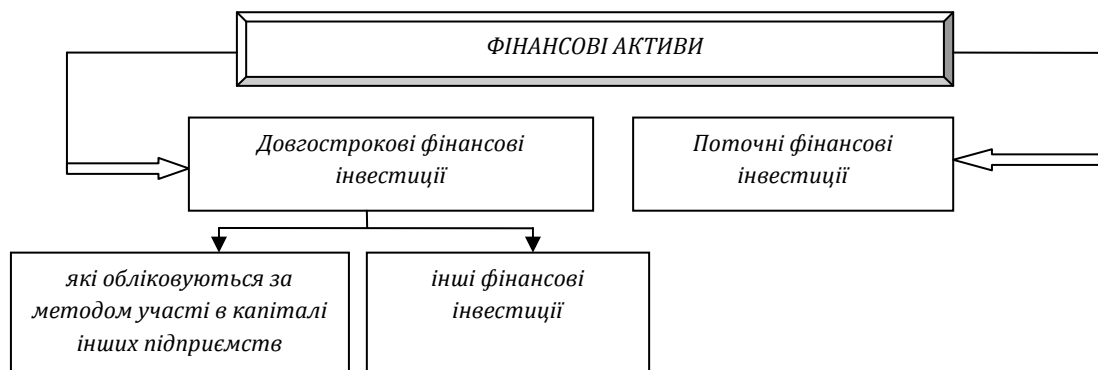 ФІНАНСОВІ АКТИВИ
Довгострокові фінансові
інвестиції
Поточні фінансові
інвестиції
які обліковуються за
методом участі в капіталі
інших підприємств
інші фінансові
інвестиції